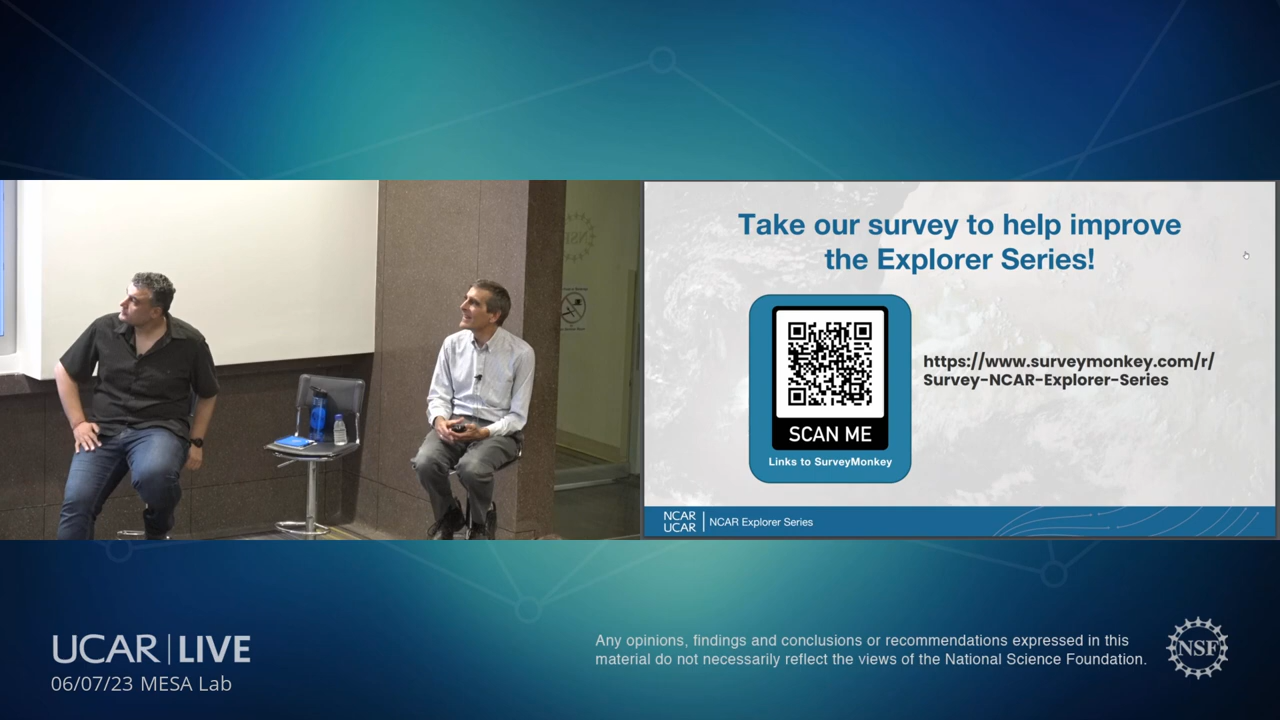 Take our survey to help improve
the Explorer Series!
https://www.surveymonkey.com/r/
Survey-NCAR-Explorer-Series
SCAN ME
Links to SurveyMonkey
NCAR
UCAR
NCAR Explorer Series
UCAR | LIVE
06/07/23 MESA Lab
Any opinions, findings and conclusions or recommendations expressed in this
material do not necessarily reflect the views of the National Science Foundation.
NSF